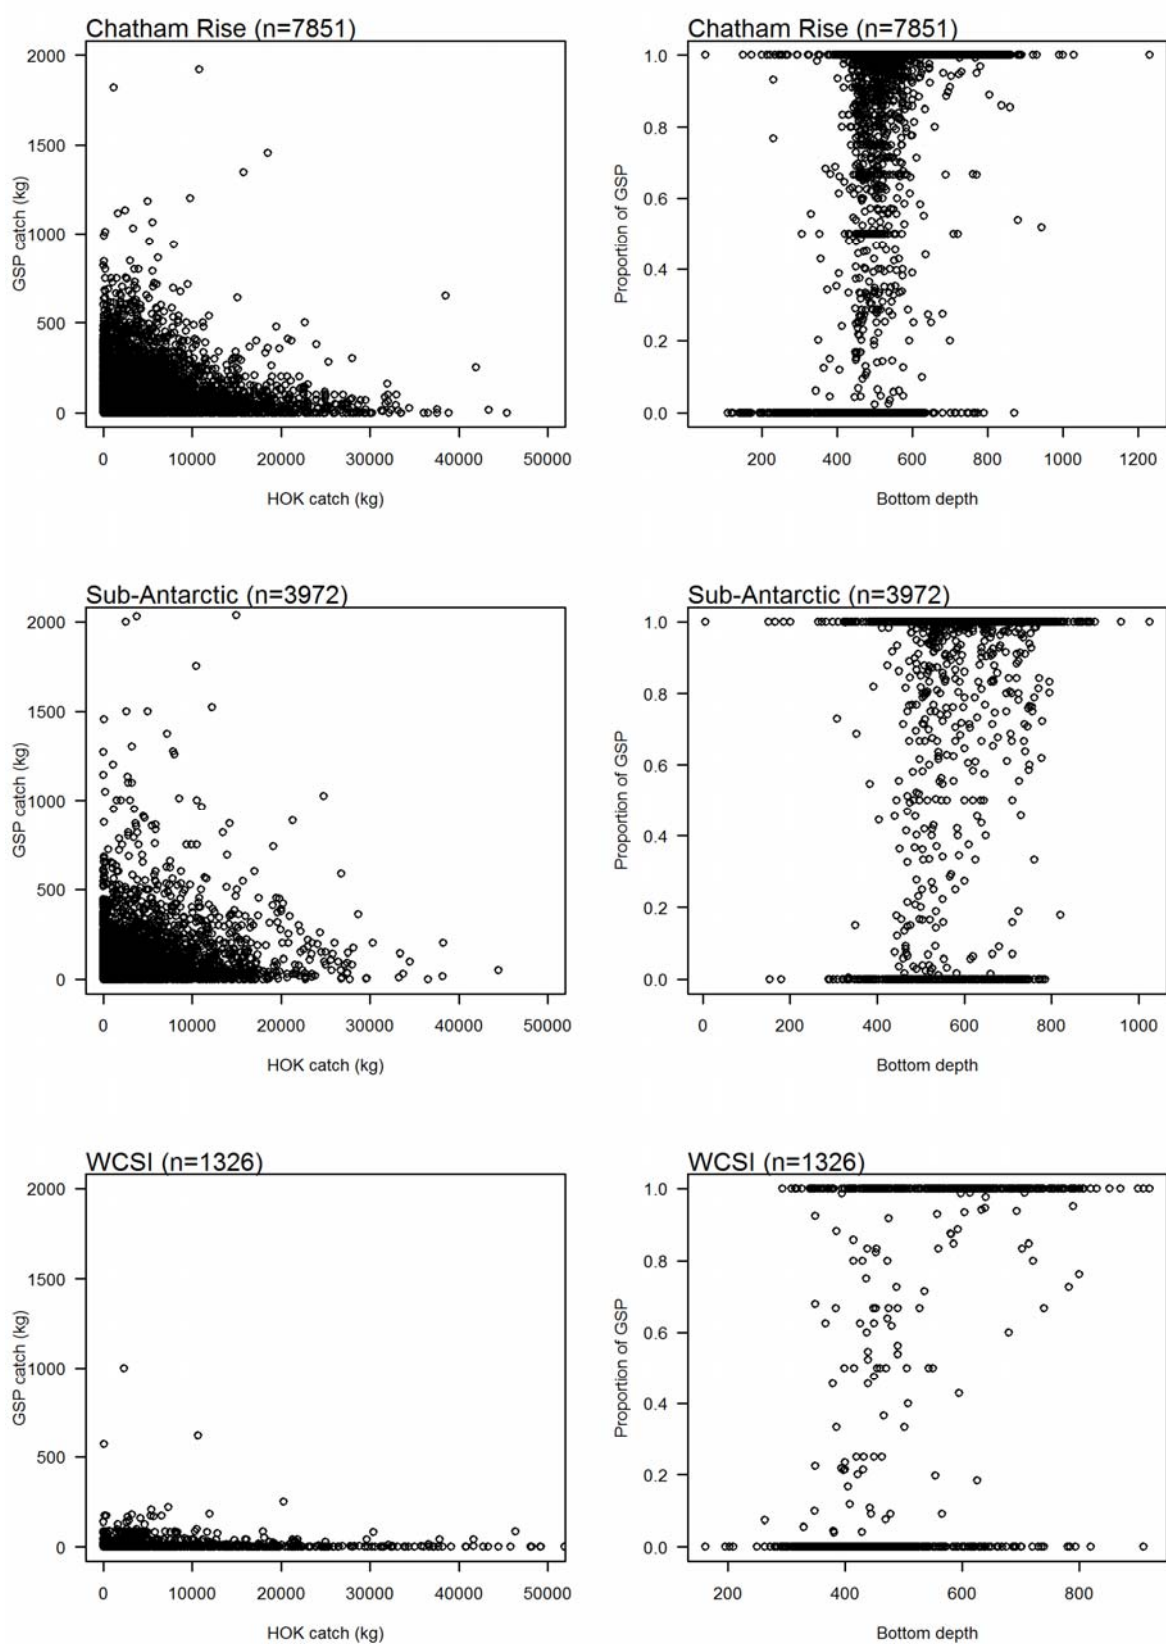 Chatham Rise (n=7851)
2000
1500
1000
500
0
GSP catch (kg)
0 10000 20000 30000 40000 50000
HOK catch (kg)
Chatham Rise (n=7851)
1.0
0.8
0.6
0.4
0.2
0.0
Proportion of GSP
200 400 600 800 1000 1200
Bottom depth
Sub-Antarctic (n=3972)
2000
1500
1000
500
0
GSP catch (kg)
0 10000 20000 30000 40000 50000
HOK catch (kg)
Sub-Antarctic (n=3972)
1.0
0.8
0.6
0.4
0.2
0.0
Proportion of GSP
0 200 400 600 800 1000
Bottom depth
WCSI (n=1326)
2000
1500
1000
500
0
GSP catch (kg)
0 10000 20000 30000 40000 50000
HOK catch (kg)
WCSI (n=1326)
1.0
0.8
0.6
0.4
0.2
0.0
Proportion of GSP
200 400 600 800
Bottom depth